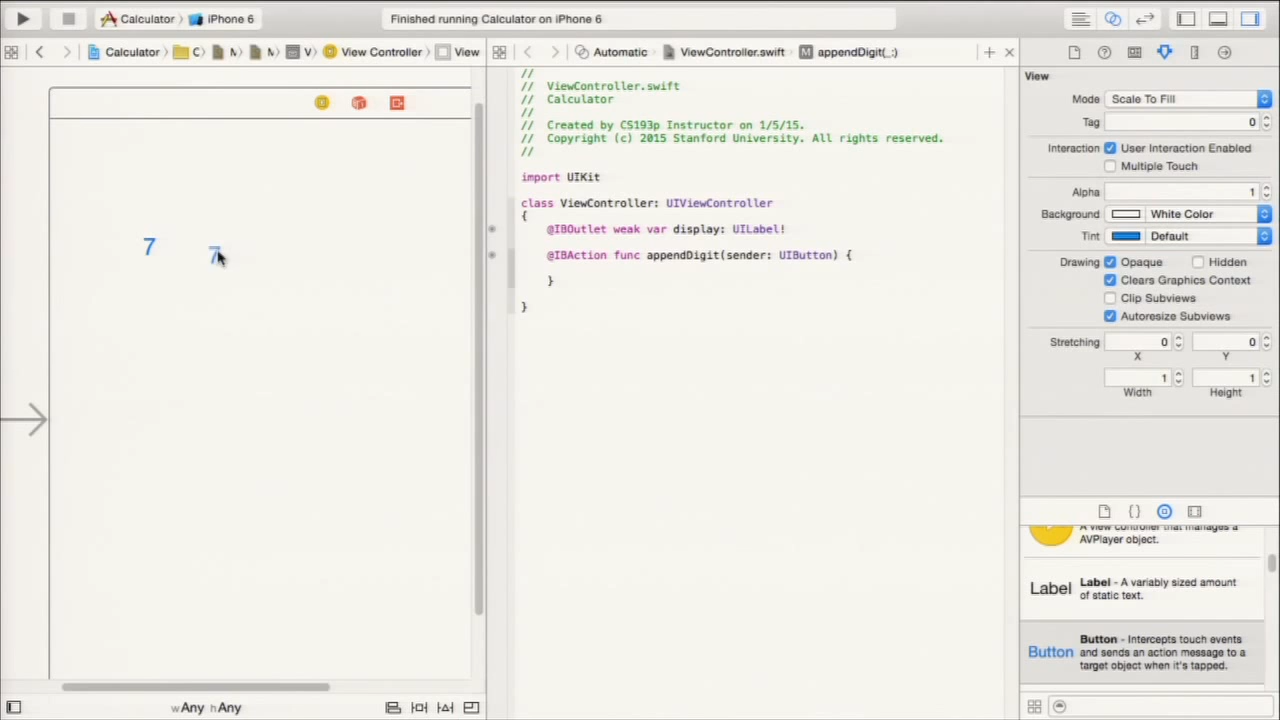 Calculator iPhone 6
Finished running Calculator on iPhone 6
Calculator C M M V View Controller View
Automatic ViewController.swift M appendDigit(_:)
7
7
//
// ViewController.swift
// Calculator
//
// Created by CS193p Instructor on 1/5/15.
// Copyright (c) 2015 Stanford University. All rights reserved.
//
import UIKit
class ViewController: UIViewController
{
@IBOutlet weak var display: UILabel!
@IBAction func appendDigit(sender: UIButton) {
}
}
View
Mode Scale To Fill
Tag 0
Interaction User Interaction Enabled
Multiple Touch
Alpha 1
Background White Color
Tint Default
Drawing Opaque Hidden
Clears Graphics Context
Clip Subviews
Autoresize Subviews
Stretching 0 0
X Y
1 1
Width Height
A view controller that manages a
AVPlayer object.
Label Label - A variably sized amount
of static text.
Button Button - Intercepts touch events
and sends an action message to a
target object when it's tapped.
wAny hAny